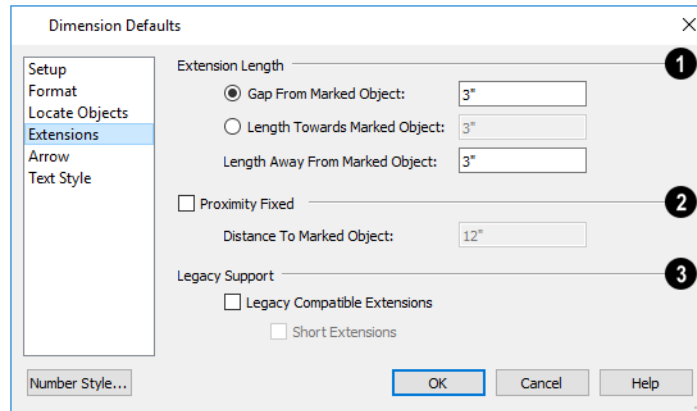 Dimension Defaults
Setup
Format
Locate Objects
Extensions
Arrow
Text Style
Extension Length 1
Gap From Marked Object: 3"
Length Towards Marked Object: 3"
Length Away From Marked Object: 3"
Proximity Fixed 2
Distance To Marked Object: 12"
Legacy Support 3
Legacy Compatible Extensions
Short Extensions
Number Style... OK Cancel Help